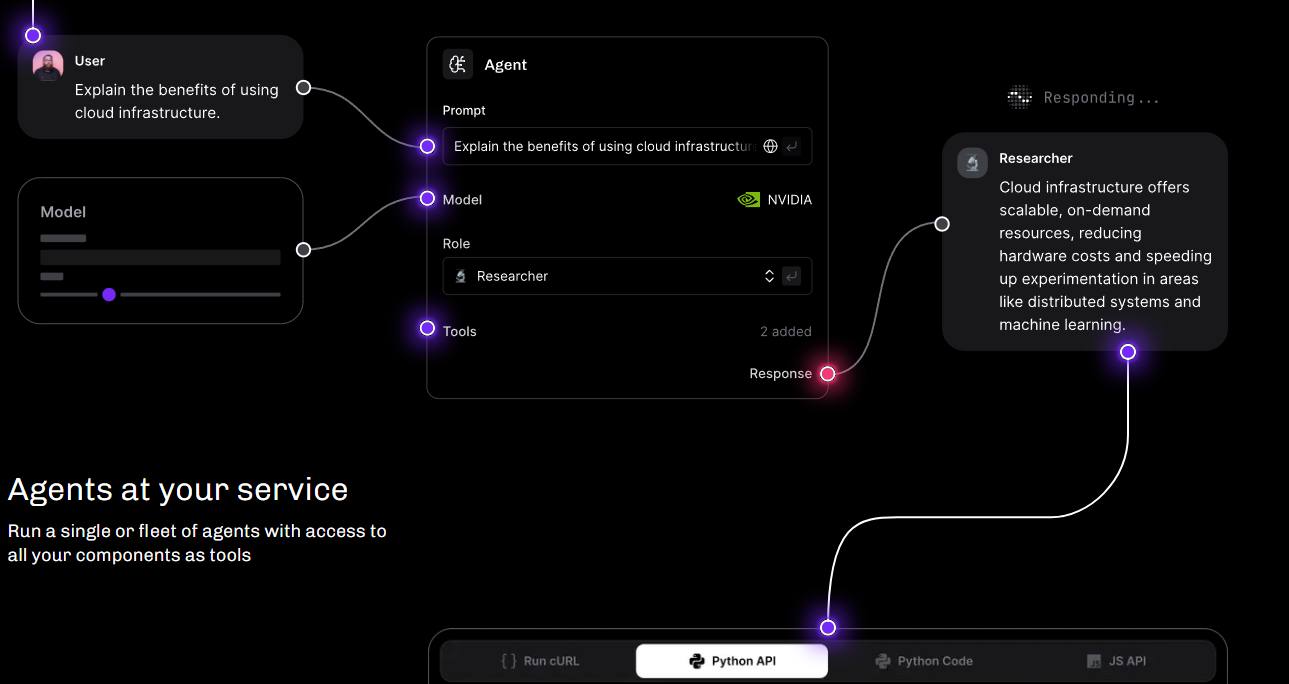 User
Explain the benefits of using
cloud infrastructure.
Model
Agent
Prompt
Explain the benefits of using cloud infrastructur
Model
NVIDIA
Role
Researcher
Tools
2 added
Response
Responding...
Researcher
Cloud infrastructure offers
scalable, on-demand
resources, reducing
hardware costs and speeding
up experimentation in areas
like distributed systems and
machine learning.
Agents at your service
Run a single or fleet of agents with access to
all your components as tools
{ } Run cURL
Python API
Python Code
JS JS API